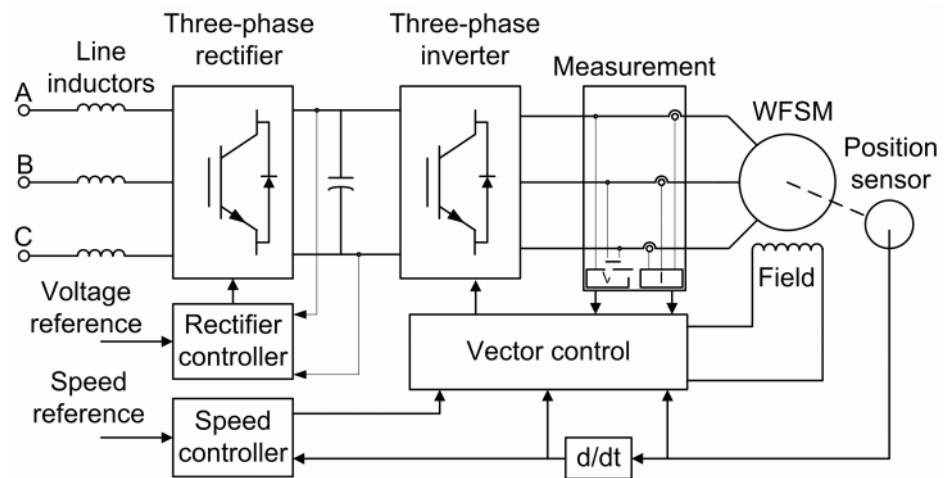 Three-phase
rectifier
Three-phase
inverter
Line
inductors
Measurement
WFSM
Position
sensor
A
B
C
V
I
Field
Voltage
reference
Rectifier
controller
Vector control
Speed
reference
Speed
controller
d/dt